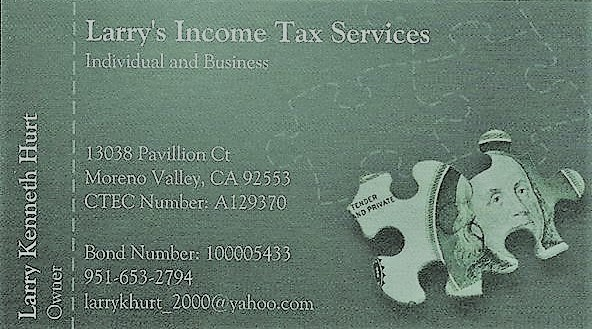 Larry's Income Tax Services
Individual and Business
13038 Pavillion Ct
Moreno Valley, CA 92553
CTEC Number: A129370
Bond Number: 100005433
951-653-2794
larrykhurt_2000@yahoo.com
Larry Kenneth Hurt
Owner
TENDER
AND PRIVATE